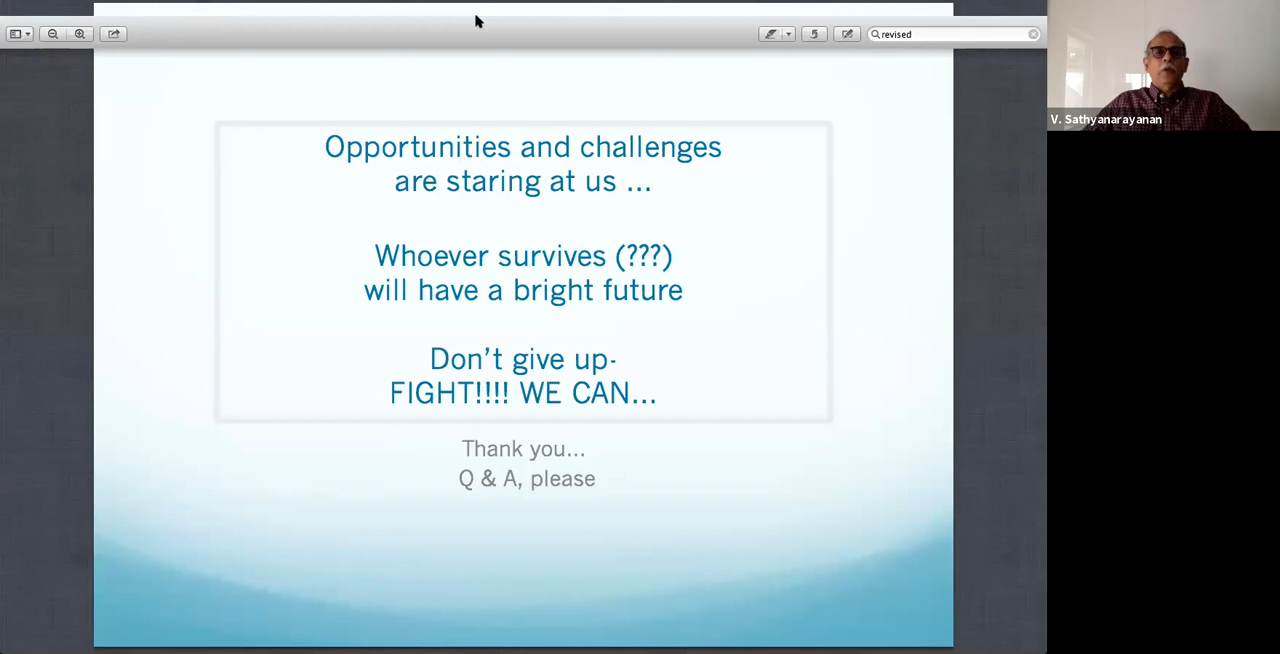 revised
V. Sathyanarayanan
Opportunities and challenges
are staring at us ...
Whoever survives (???)
will have a bright future
Don't give up-
FIGHT!!!! WE CAN...
Thank you...
Q & A, please